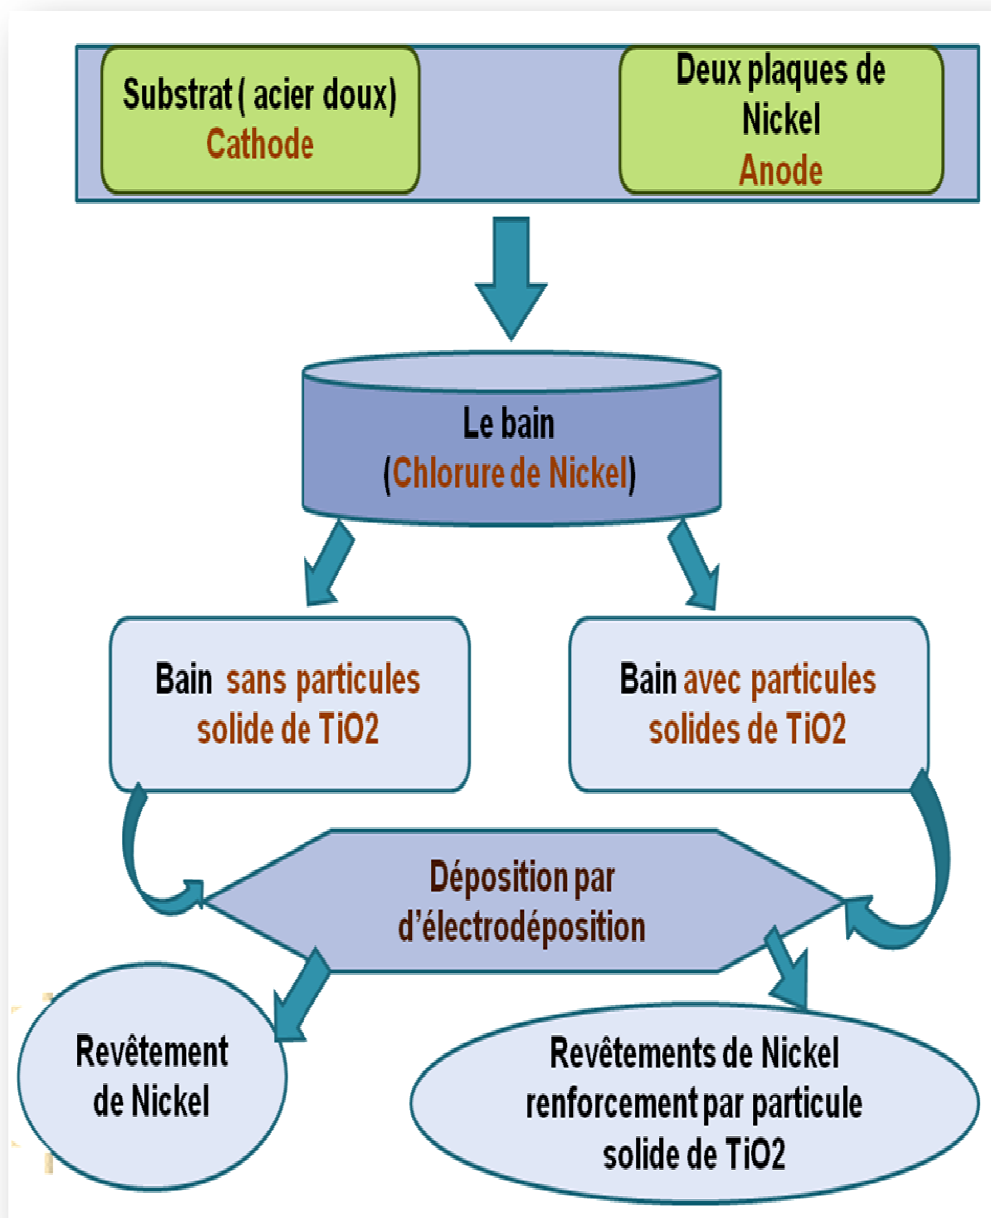 Substrat ( acier doux)
Cathode
Deux plaques de
Nickel
Anode
Le bain
(Chlorure de Nickel)
Bain sans particules
solide de TiO2
Bain avec particules
solides de TiO2
Déposition par
d'électrodéposition
Revêtement
de Nickel
Revêtements de Nickel
renforcement par particule
solide de TiO2